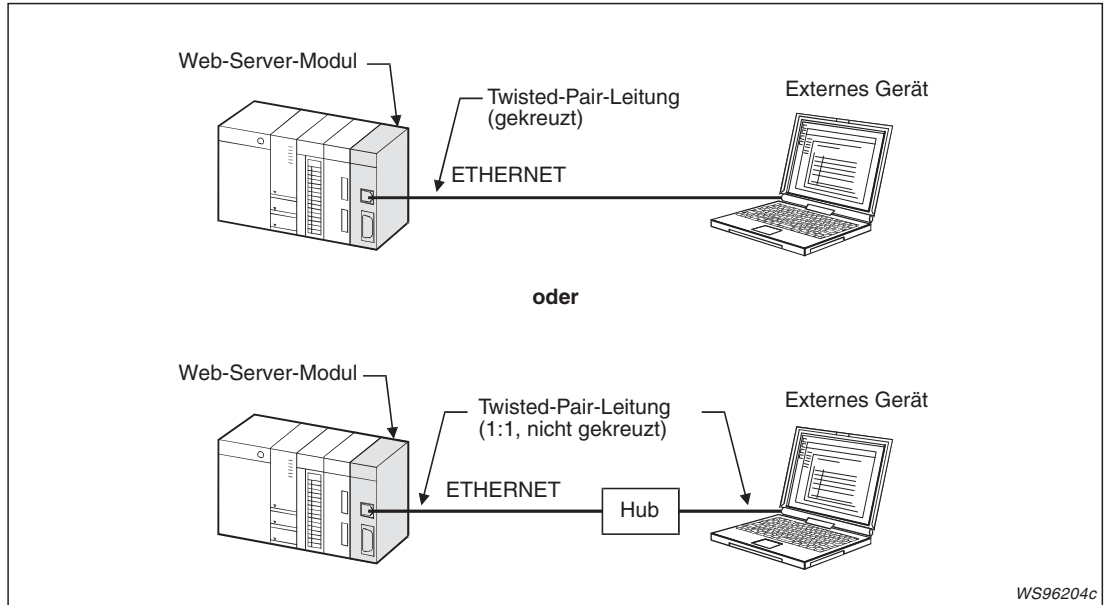 Web-Server-Modul
Twisted-Pair-Leitung
(gekreuzt)
Externes Gerät
ETHERNET
oder
Web-Server-Modul
Twisted-Pair-Leitung
(1:1, nicht gekreuzt)
Externes Gerät
ETHERNET
Hub
WS96204c